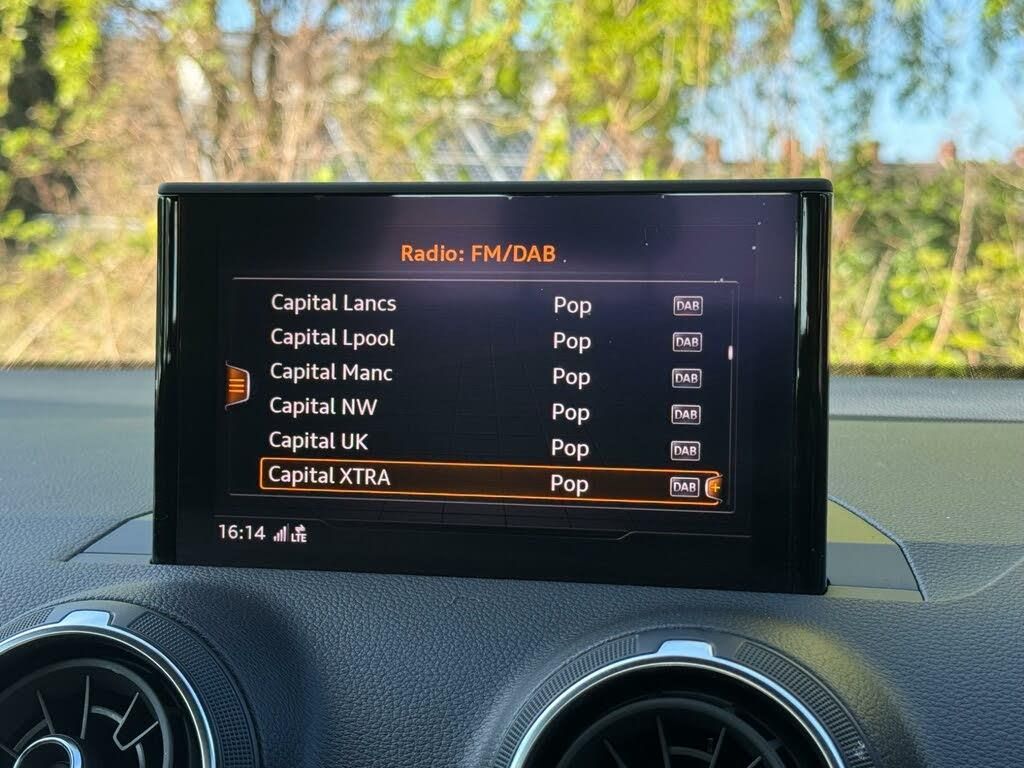 Radio: FM/DAB
Capital Lancs Pop DAB
Capital Lpool Pop DAB
Capital Manc Pop DAB
Capital NW Pop DAB
Capital UK Pop DAB
Capital XTRA Pop DAB +
16:14 LTE